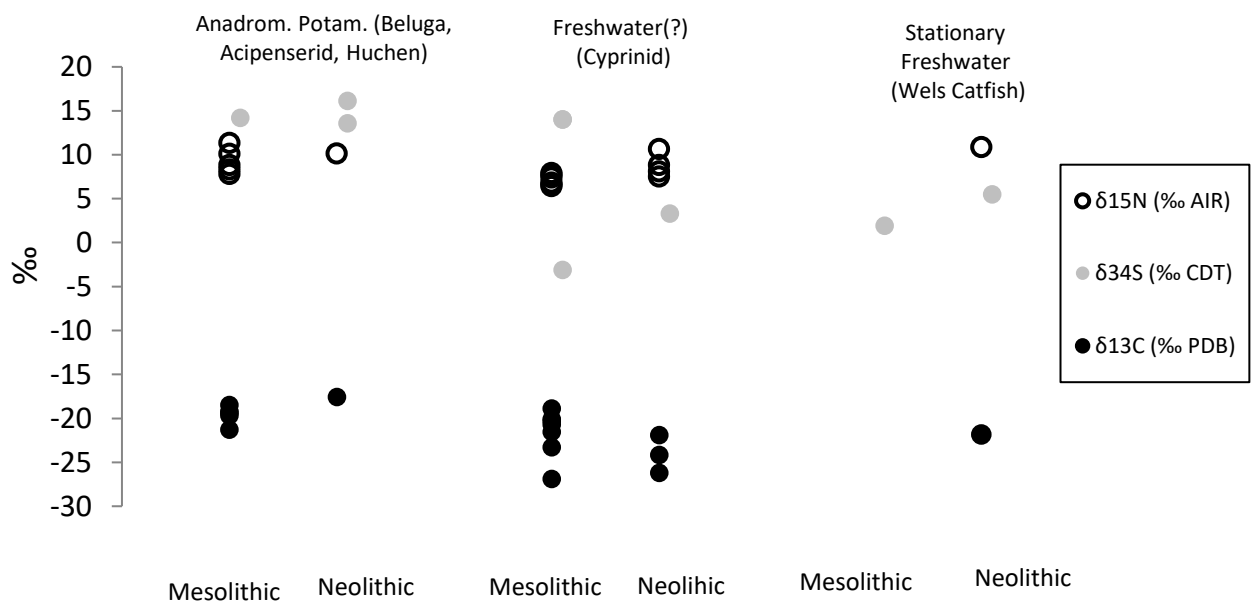 Anadrom. Potam. (Beluga,
Acipenserid, Huchen)
Freshwater(?)
(Cyprinid)
Stationary
Freshwater
(Wels Catfish)
20
15
10
5
0
-5
-10
-15
-20
-25
-30
‰
δ15N (‰ AIR)
δ34S (‰ CDT)
δ13C (‰ PDB)
Mesolithic
Neolithic
Mesolithic
Neolihic
Mesolithic
Neolithic